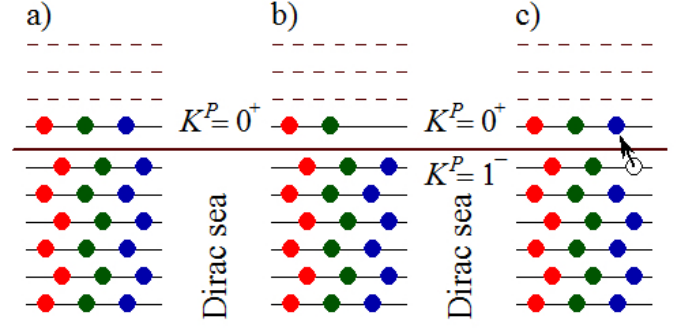 a)
b)
c)
K^P= 0^+
K^P= 0^+
K^P= 1^-
Dirac sea
Dirac sea